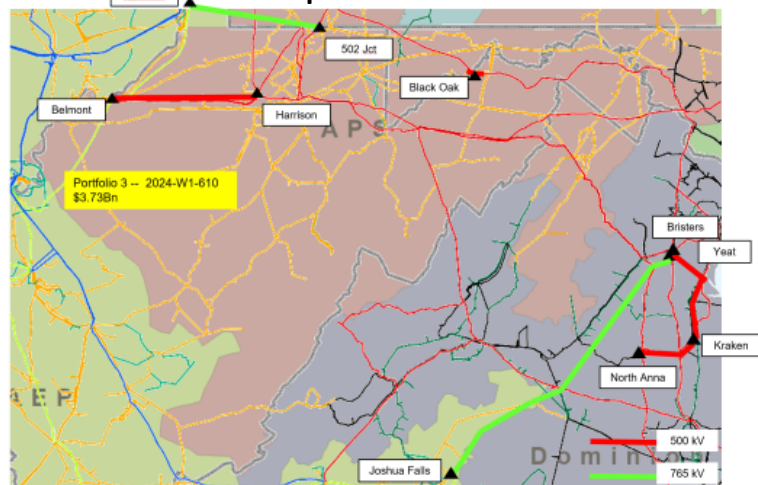 502 Jct
Black Oak
Belmont
Harrison
APS
Portfolio 3 -- 2024-W1-610
$3.73Bn
Bristers
Yeat
Kraken
North Anna
AEP
500 kV
Joshua Falls
Dominion
765 kV